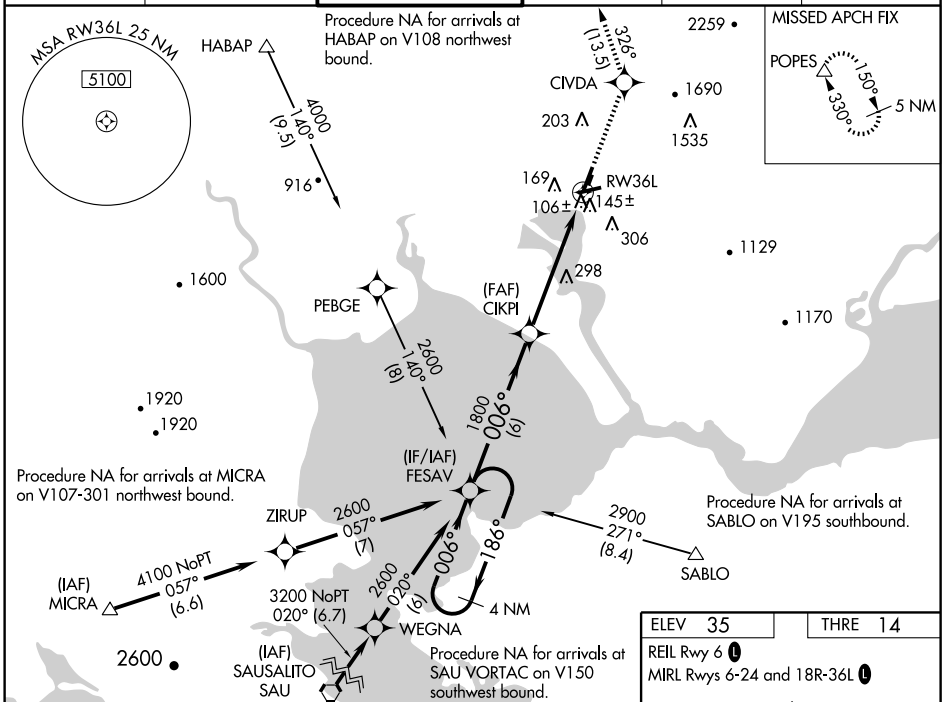 MSA RW36L 25 NM
5100
HABAP
Procedure NA for arrivals at
HABAP on V108 northwest
bound.
4000
140°
(9.5)
916
326°
(13.5)
CIVDA
203
2259
1690
1535
MISSED APCH FIX
POPES
150°
330°
5 NM
169
RW36L
106±
145±
306
298
1129
1170
1600
PEBGE
(FAF)
CIKPI
2600
140°
(8)
1920
1920
1800
006°
(6)
(IF/IAF)
FESAV
Procedure NA for arrivals at MICRA
on V107-301 northwest bound.
Procedure NA for arrivals at
SABLO on V195 southbound.
ZIRUP
2600
057°
(7)
2900
271°
(8.4)
SABLO
006°
186°
4 NM
(IAF)
MICRA
4100 NoPT
057°
(6.6)
2600
020°
(6)
3200 NoPT
020° (6.7)
WEGNA
2600
(IAF)
SAUSALITO
SAU
Procedure NA for arrivals at
SAU VORTAC on V150
southwest bound.
ELEV 35
THRE 14
REIL Rwy 6 L
MIRL Rwys 6-24 and 18R-36L L